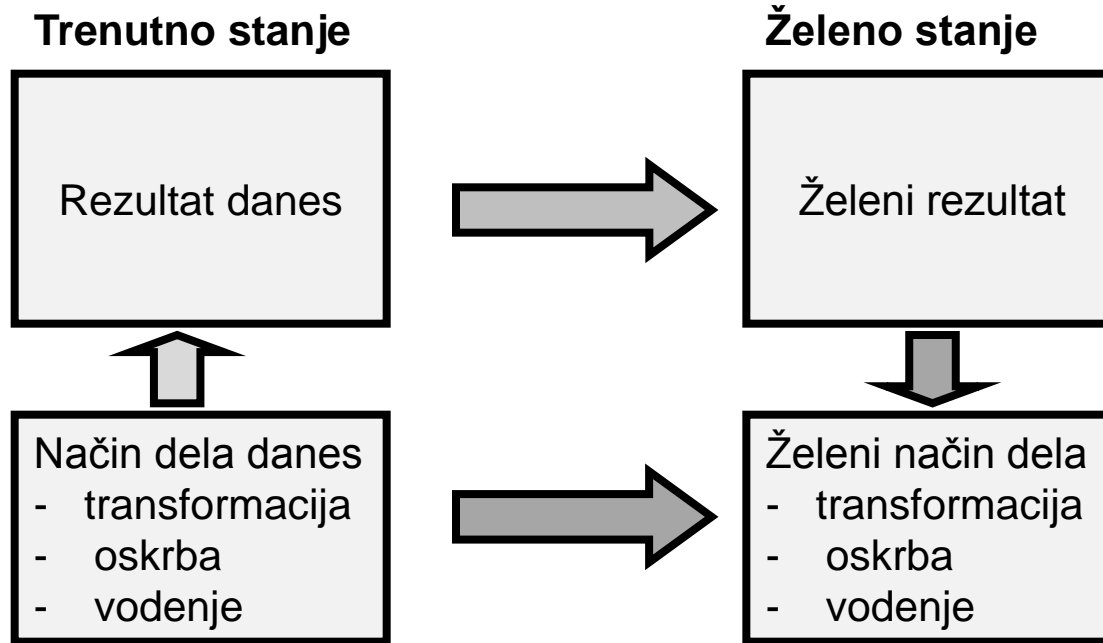 Trenutno stanje
Želeno stanje
Rezultat danes
Želeni rezultat
Način dela danes
- transformacija
- oskrba
- vodenje
Želeni način dela
- transformacija
- oskrba
- vodenje